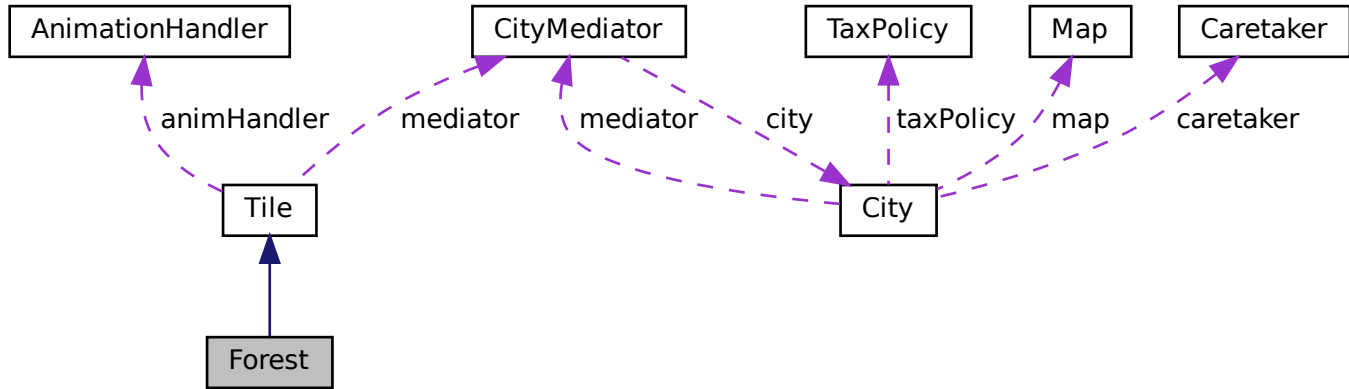 AnimationHandler
CityMediator
TaxPolicy
Map
Caretaker
animHandler
mediator
mediator
city
taxPolicy
map
caretaker
Tile
City
Forest